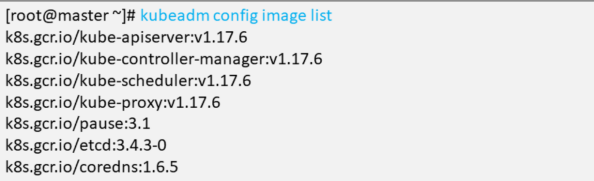 [root@master ~]# kubeadm config image list
k8s.gcr.io/kube-apiserver:v1.17.6
k8s.gcr.io/kube-controller-manager:v1.17.6
k8s.gcr.io/kube-scheduler:v1.17.6
k8s.gcr.io/kube-proxy:v1.17.6
k8s.gcr.io/pause:3.1
k8s.gcr.io/etcd:3.4.3-0
k8s.gcr.io/coredns:1.6.5